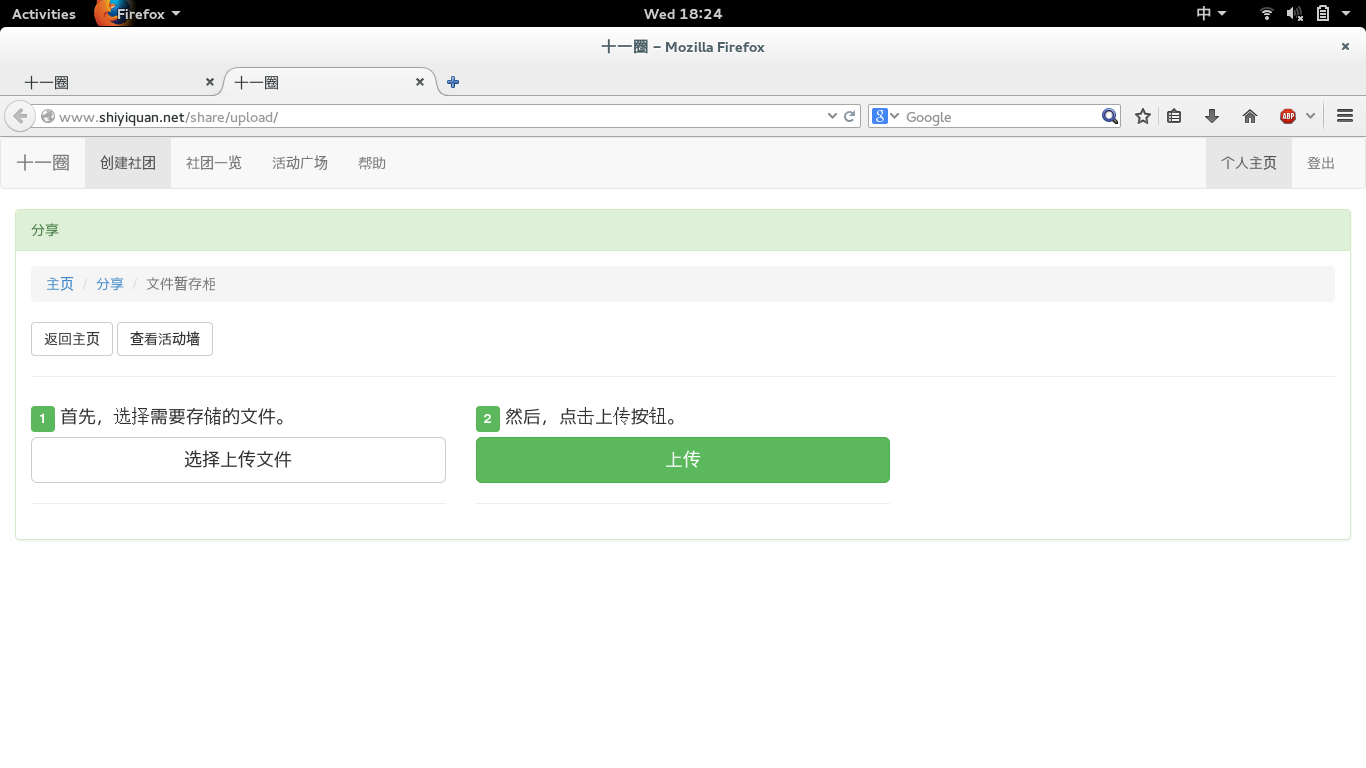 Activities Firefox Wed 18:24 中
十一圈 - Mozilla Firefox
十一圈 十一圈
www.shiyiquan.net/share/upload/ 8 Google ABP
十一圈 创建社团 社团一览 活动广场 帮助 个人主页 登出
分享
主页 / 分享 / 文件暂存柜
返回主页 查看活动墙
1 首先，选择需要存储的文件。 2 然后，点击上传按钮。
选择上传文件 上传